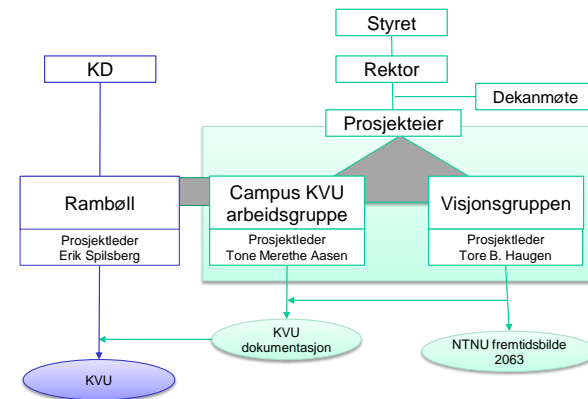 Styret
KD
Rektor
Dekanmøte
Prosjekteier
Rambøll
Prosjektleder
Erik Spilsberg
Campus KVU
arbeidsgruppe
Prosjektleder
Tone Merethe Aasen
Visjonsgruppen
Prosjektleder
Tore B. Haugen
KVU
dokumentasjon
NTNU fremtidsbilde
2063
KVU